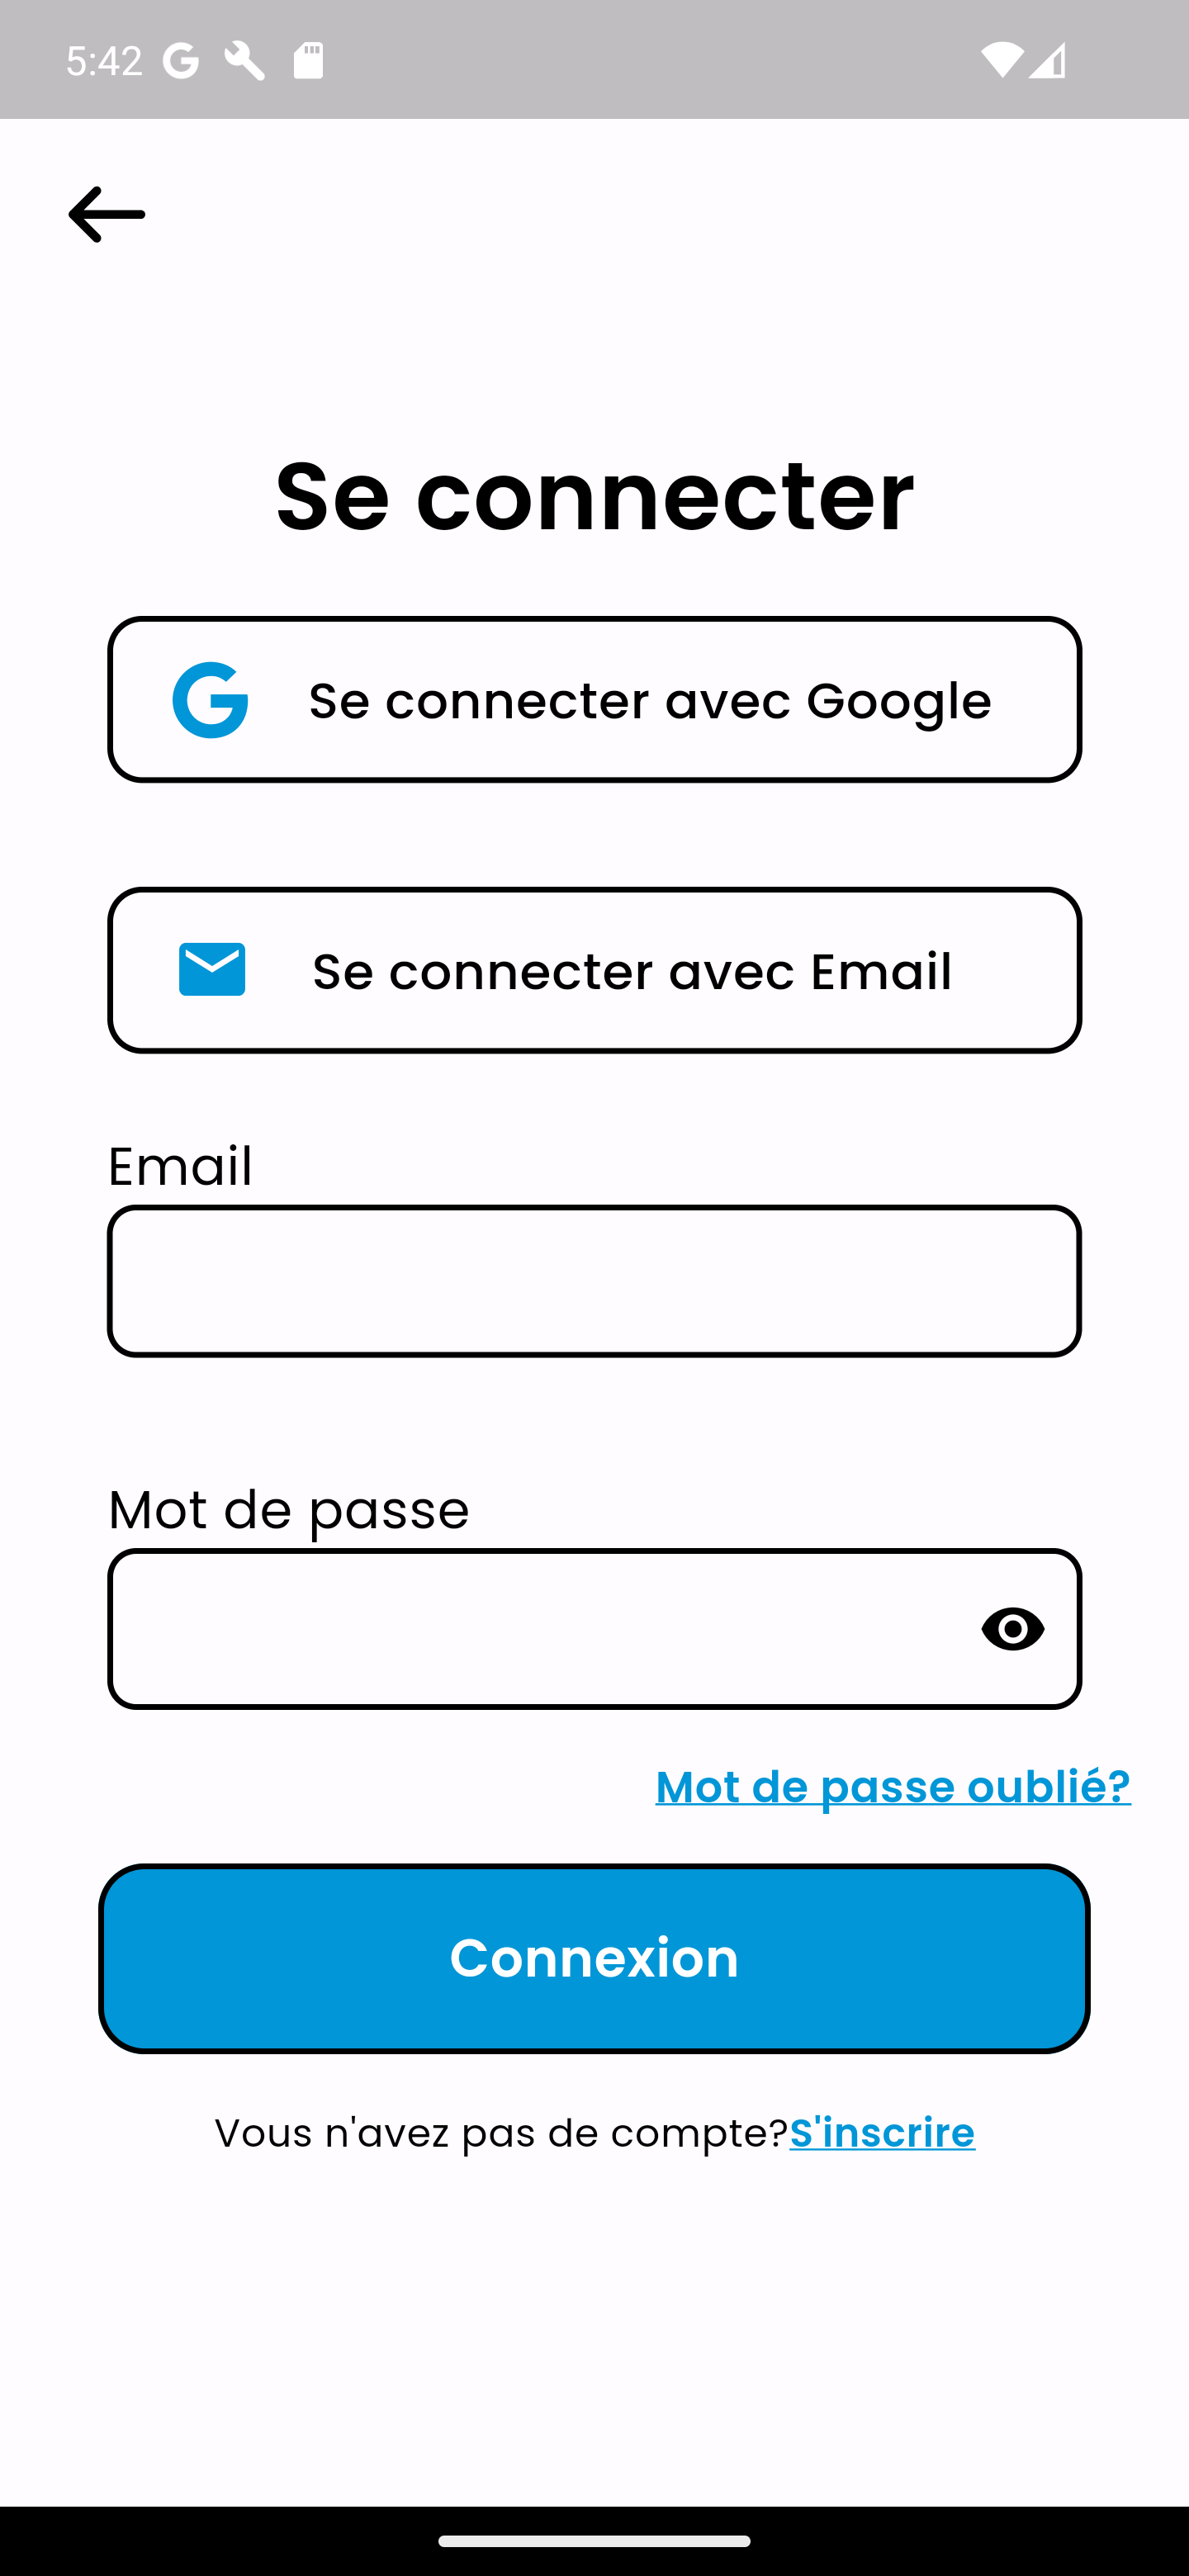 5:42
Se connecter
Se connecter avec Google
Se connecter avec Email
Email
Mot de passe
Mot de passe oublié?
Connexion
Vous n'avez pas de compte?S'inscrire